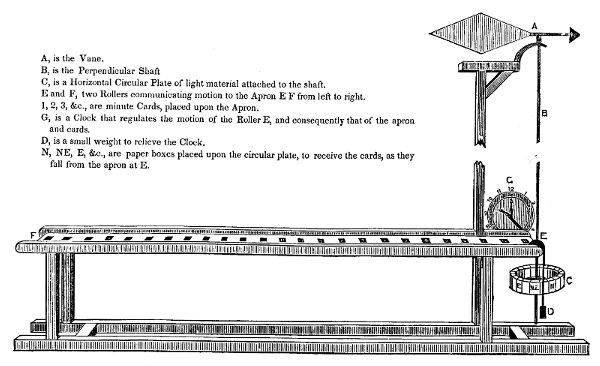 A, is the Vane.
B, is the Perpendicular Shaft
C, is a Horizontal Circular Plate of light material attached to the shaft.
E and F, two Rollers communicating motion to the Apron E F from left to right.
1, 2, 3, &c., are minute Cards, placed upon the Apron.
G, is a Clock that regulates the motion of the Roller E, and consequently that of the apron
and cards.
D, is a small weight to relieve the Clock.
N, NE, E, &c., are paper boxes placed upon the circular plate, to receive the cards, as they
fall from the apron at E.
A
B
G
12
F
E
C
E NE N
D